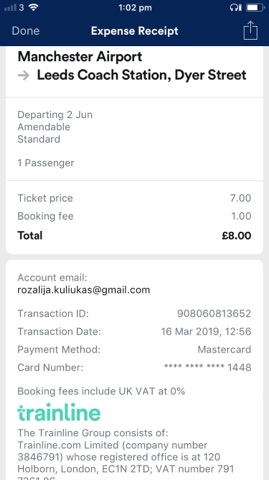 3 1:02 pm
Done Expense Receipt
Manchester Airport
→ Leeds Coach Station, Dyer Street
Departing 2 Jun
Amendable
Standard
1 Passenger
Ticket price 7.00
Booking fee 1.00
Total £8.00
Account email:
rozalija.kuliukas@gmail.com
Transaction ID: 908060813652
Transaction Date: 16 Mar 2019, 12:56
Payment Method: Mastercard
Card Number: **** **** **** 1448
Booking fees include UK VAT at 0%
trainline
The Trainline Group consists of:
Trainline.com Limited (company number
3846791) whose registered office is at 120
Holborn, London, EC1N 2TD; VAT number 791